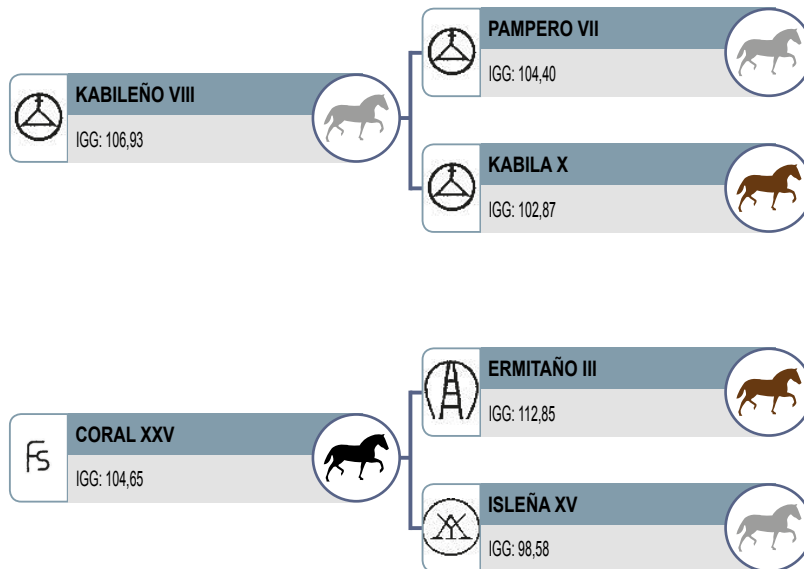 PAMPERO VII
IGG: 104,40
KABILEÑO VIII
IGG: 106,93
KABILA X
IGG: 102,87
ERMITAÑO III
IGG: 112,85
CORAL XXV
IGG: 104,65
FS
ISLEÑA XV
IGG: 98,58